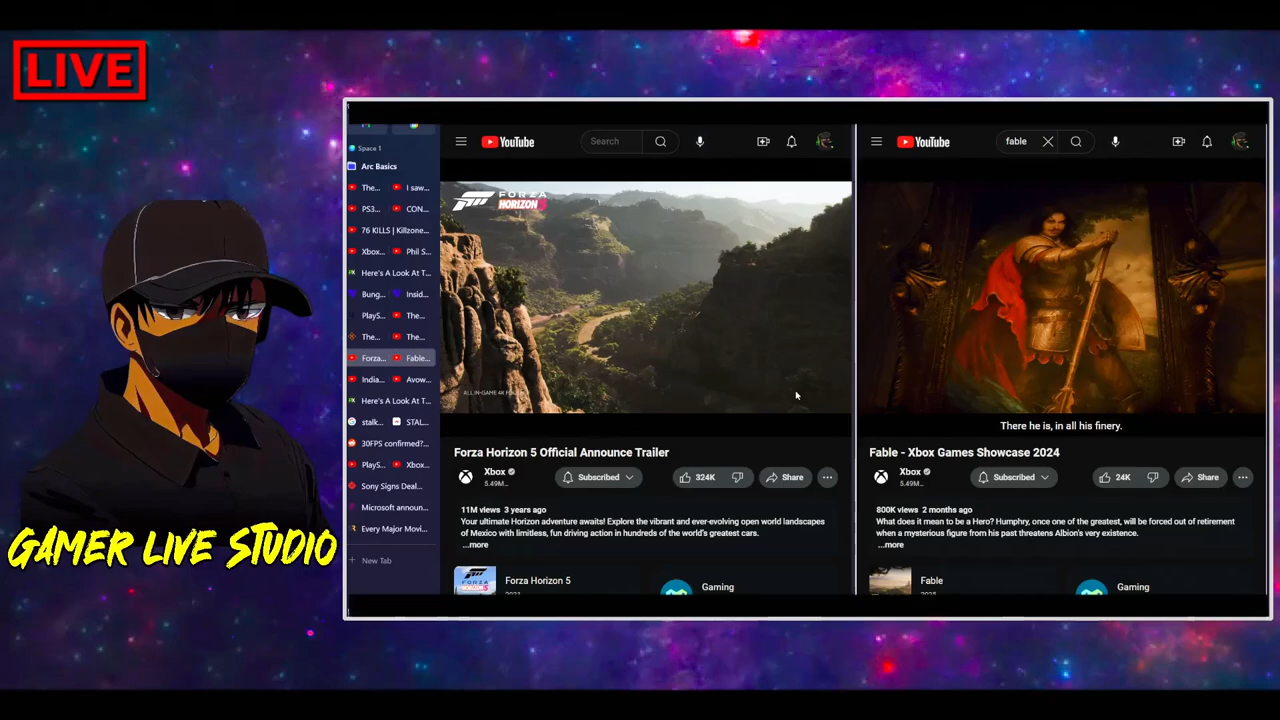 LIVE
GAMER LIVE STUDIO
Space 1
Arc Basics
The...
I saw...
PS3...
CON...
76 KILLS | Killzone...
Xbox...
Phil S...
Here's A Look At T...
Bung...
Insid...
PlayS...
The...
The...
The...
Forza...
Fable...
India...
Avow...
Here's A Look At T...
stalk...
STAL...
30FPS confirmed?...
PlayS...
Xbox...
Sony Signs Deal...
Microsoft announ...
Every Major Movi...
+ New Tab
YouTube
Search
FORZA
HORIZON
Forza Horizon 5 Official Announce Trailer
Xbox
5.49M...
Subscribed
324K
Share
11M views 3 years ago
Your ultimate Horizon adventure awaits! Explore the vibrant and ever-evolving open world landscapes
of Mexico with limitless, fun driving action in hundreds of the world's greatest cars.
...more
Forza Horizon 5
Gaming
YouTube
fable
There he is, in all his finery.
Fable - Xbox Games Showcase 2024
Xbox
5.49M...
Subscribed
24K
Share
800K views 2 months ago
What does it mean to be a Hero? Humphry, once one of the greatest, will be forced out of retirement
when a mysterious figure from his past threatens Albion's very existence.
...more
Fable
Gaming